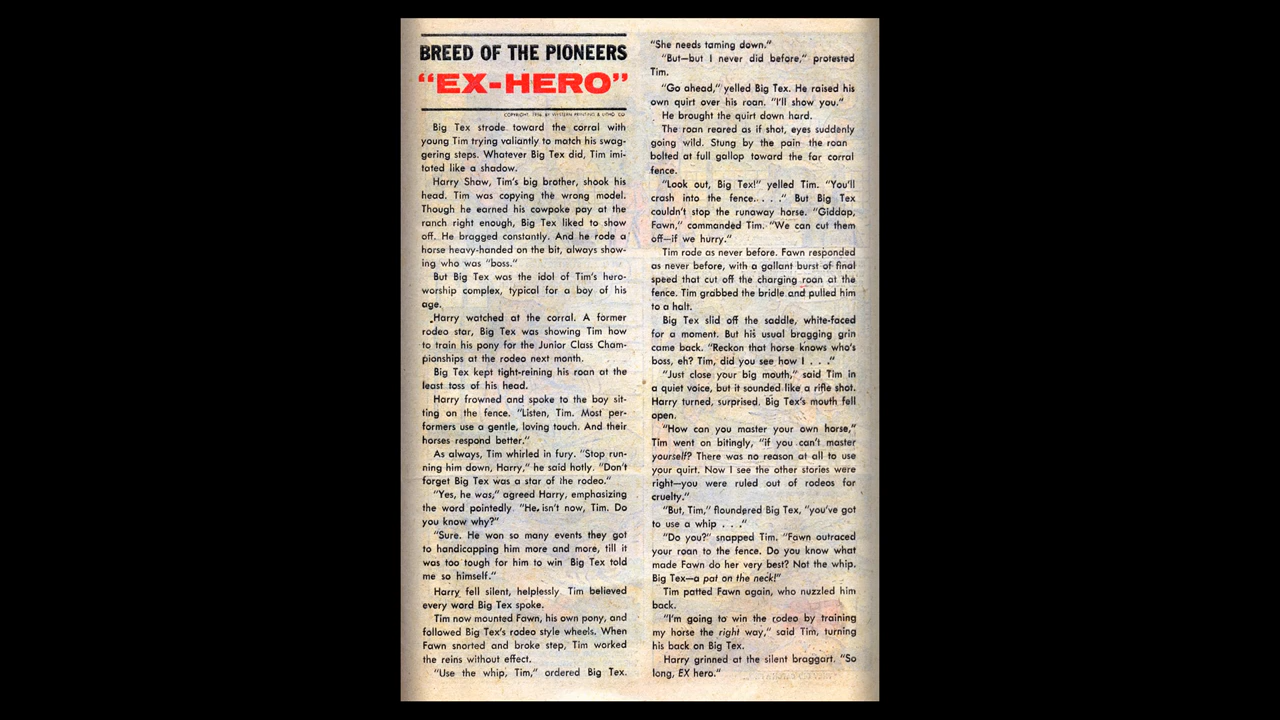 BREED OF THE PIONEERS
"EX-HERO"
COPYRIGHT, 1956, BY WESTERN PRINTING & LITHO. CO.
Big Tex strode toward the corral with
young Tim trying valiantly to match his swag-
gering steps. Whatever Big Tex did, Tim imi-
tated like a shadow.
Harry Shaw, Tim's big brother, shook his
head. Tim was copying the wrong model.
Though he earned his cowpoke pay at the
ranch right enough, Big Tex liked to show
off. He bragged constantly. And he rode a
horse heavy-handed on the bit, always show-
ing who was "boss."
But Big Tex was the idol of Tim's hero-
worship complex, typical for a boy of his
age.
Harry watched at the corral. A former
rodeo star, Big Tex was showing Tim how
to train his pony for the Junior Class Cham-
pionships at the rodeo next month.
Big Tex kept tight-reining his roan at the
least toss of his head.
Harry frowned and spoke to the boy sit-
ting on the fence. "Listen, Tim. Most per-
formers use a gentle, loving touch. And their
horses respond better."
As always, Tim whirled in fury. "Stop run-
ning him down, Harry," he said hotly. "Don't
forget Big Tex was a star of the rodeo."
"Yes, he was," agreed Harry, emphasizing
the word pointedly. "He isn't now, Tim. Do
you know why?"
"Sure. He won so many events they got
to handicapping him more and more, till it
was too tough for him to win Big Tex told
me so himself."
Harry fell silent, helplessly. Tim believed
every word Big Tex spoke.
Tim now mounted Fawn, his own pony, and
followed Big Tex's rodeo style wheels. When
Fawn snorted and broke step, Tim worked
the reins without effect.
"Use the whip, Tim," ordered Big Tex.
"She needs taming down."
"But—but I never did before," protested
Tim.
"Go ahead," yelled Big Tex. He raised his
own quirt over his roan. "I'll show you."
He brought the quirt down hard.
The roan reared as if shot, eyes suddenly
going wild. Stung by the pain the roan
bolted at full gallop toward the far corral
fence.
"Look out, Big Tex!" yelled Tim. "You'll
crash into the fence. . . ." But Big Tex
couldn't stop the runaway horse. "Giddap,
Fawn," commanded Tim. "We can cut them
off—if we hurry."
Tim rode as never before. Fawn responded
as never before, with a gallant burst of final
speed that cut off the charging roan at the
fence. Tim grabbed the bridle and pulled him
to a halt.
Big Tex slid off the saddle, white-faced
for a moment. But his usual bragging grin
came back. "Reckon that horse knows who's
boss, eh? Tim, did you see how I . . ."
"Just close your big mouth," said Tim in
a quiet voice, but it sounded like a rifle shot.
Harry turned, surprised. Big Tex's mouth fell
open.
"How can you master your own horse,"
Tim went on bitingly, "if you can't master
yourself? There was no reason at all to use
your quirt. Now I see the other stories were
right—you were ruled out of rodeos for
cruelty."
"But, Tim," floundered Big Tex, "you've got
to use a whip . . ."
"Do you?" snapped Tim. "Fawn outraced
your roan to the fence. Do you know what
made Fawn do her very best? Not the whip.
Big Tex—a pat on the neck!"
Tim patted Fawn again, who nuzzled him
back.
"I'm going to win the rodeo by training
my horse the right way," said Tim, turning
his back on Big Tex.
Harry grinned at the silent braggart. "So
long, EX hero."